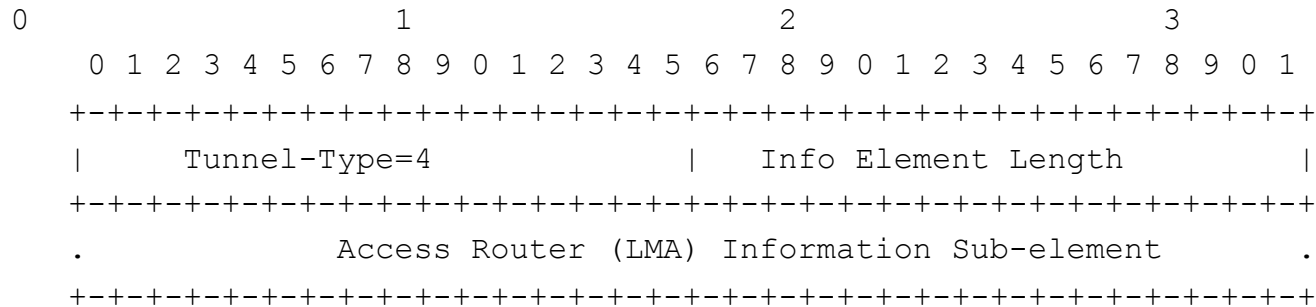 0                   1                   2                   3
    0 1 2 3 4 5 6 7 8 9 0 1 2 3 4 5 6 7 8 9 0 1 2 3 4 5 6 7 8 9 0 1
   +-+-+-+-+-+-+-+-+-+-+-+-+-+-+-+-+-+-+-+-+-+-+-+-+-+-+-+-+-+-+-+-+
   |     Tunnel-Type=4             |   Info Element Length         |
   +-+-+-+-+-+-+-+-+-+-+-+-+-+-+-+-+-+-+-+-+-+-+-+-+-+-+-+-+-+-+-+-+
   .             Access Router (LMA) Information Sub-element       .
   +-+-+-+-+-+-+-+-+-+-+-+-+-+-+-+-+-+-+-+-+-+-+-+-+-+-+-+-+-+-+-+-+